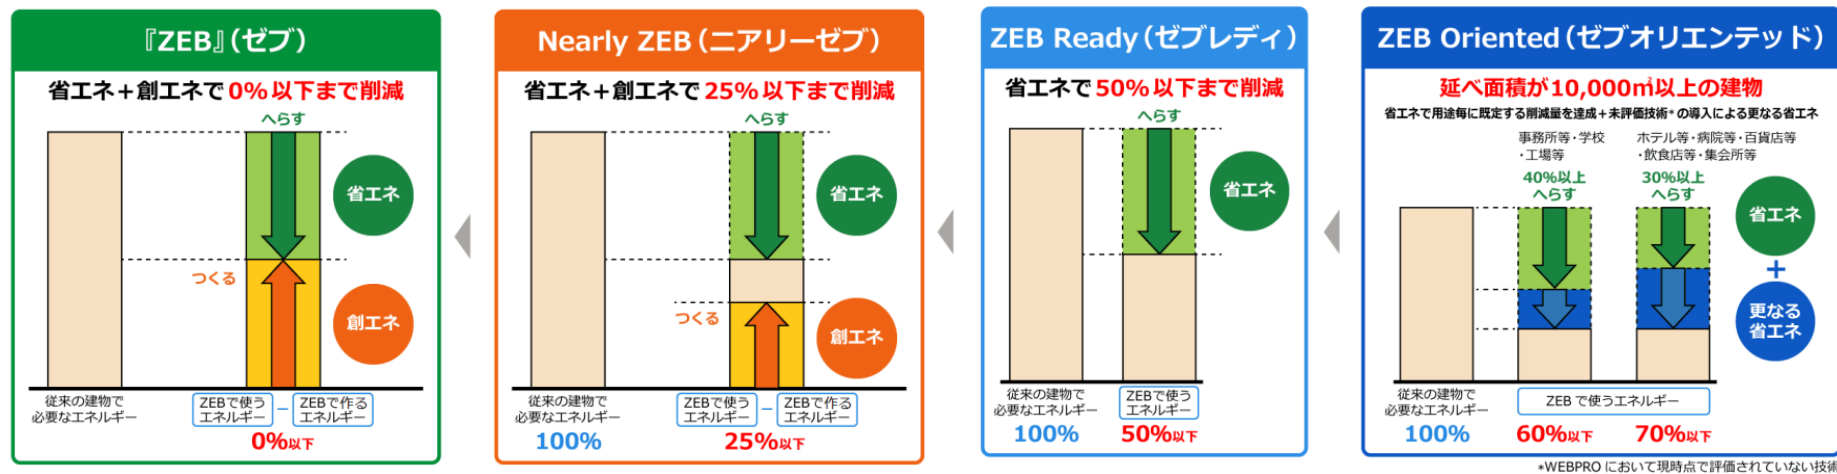 『ZEB』(ゼブ)
省エネ+創エネで0%以下まで削減
へらす
省エネ
つくる
創エネ
従来の建物で
必要なエネルギー
ZEBで使う
エネルギー
－
ZEBで作る
エネルギー
0%以下
Nearly ZEB(ニアリーゼブ)
省エネ+創エネで25%以下まで削減
へらす
省エネ
つくる
創エネ
従来の建物で
必要なエネルギー
100%
ZEBで使う
エネルギー
－
ZEBで作る
エネルギー
25%以下
ZEB Ready(ゼブレディ)
省エネで50%以下まで削減
へらす
省エネ
従来の建物で
必要なエネルギー
100%
ZEBで使う
エネルギー
50%以下
ZEB Oriented(ゼブオリエンテッド)
延べ面積が10,000㎡以上の建物
省エネで用途毎に既定する削減量を達成+未評価技術*の導入による更なる省エネ
事務所等・学校
・工場等
40%以上
へらす
ホテル等・病院等・百貨店等
・飲食店等・集会所等
30%以上
へらす
省エネ
+
更なる
省エネ
従来の建物で
必要なエネルギー
100%
ZEBで使うエネルギー
60%以下
70%以下
*WEBPROにおいて現時点で評価されていない技術